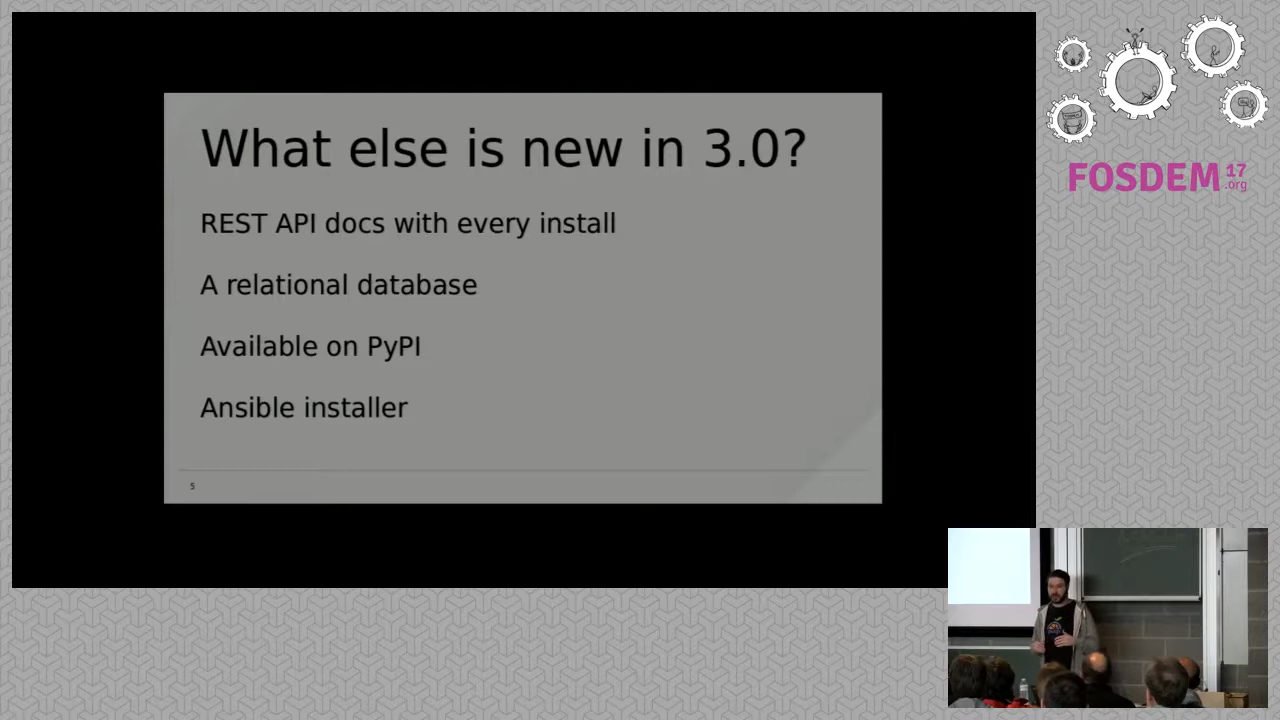 What else is new in 3.0?
REST API docs with every install
A relational database
Available on PyPI
Ansible installer
5
FOSDEM 17
.org